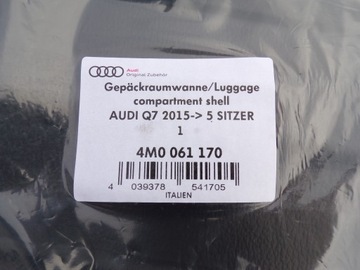 Audi
Original Zubehör
Gepäckraumwanne/Luggage
compartment shell
AUDI Q7 2015-> 5 SITZER
1
4M0 061 170
4 039378 541705
ITALIEN